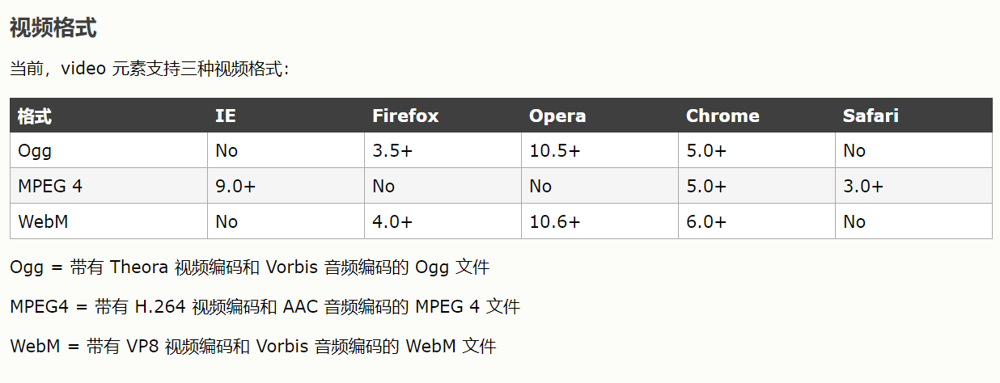 视频格式
当前，video 元素支持三种视频格式：
格式 IE Firefox Opera Chrome Safari
Ogg No 3.5+ 10.5+ 5.0+ No
MPEG 4 9.0+ No No 5.0+ 3.0+
WebM No 4.0+ 10.6+ 6.0+ No
Ogg = 带有 Theora 视频编码和 Vorbis 音频编码的 Ogg 文件
MPEG4 = 带有 H.264 视频编码和 AAC 音频编码的 MPEG 4 文件
WebM = 带有 VP8 视频编码和 Vorbis 音频编码的 WebM 文件